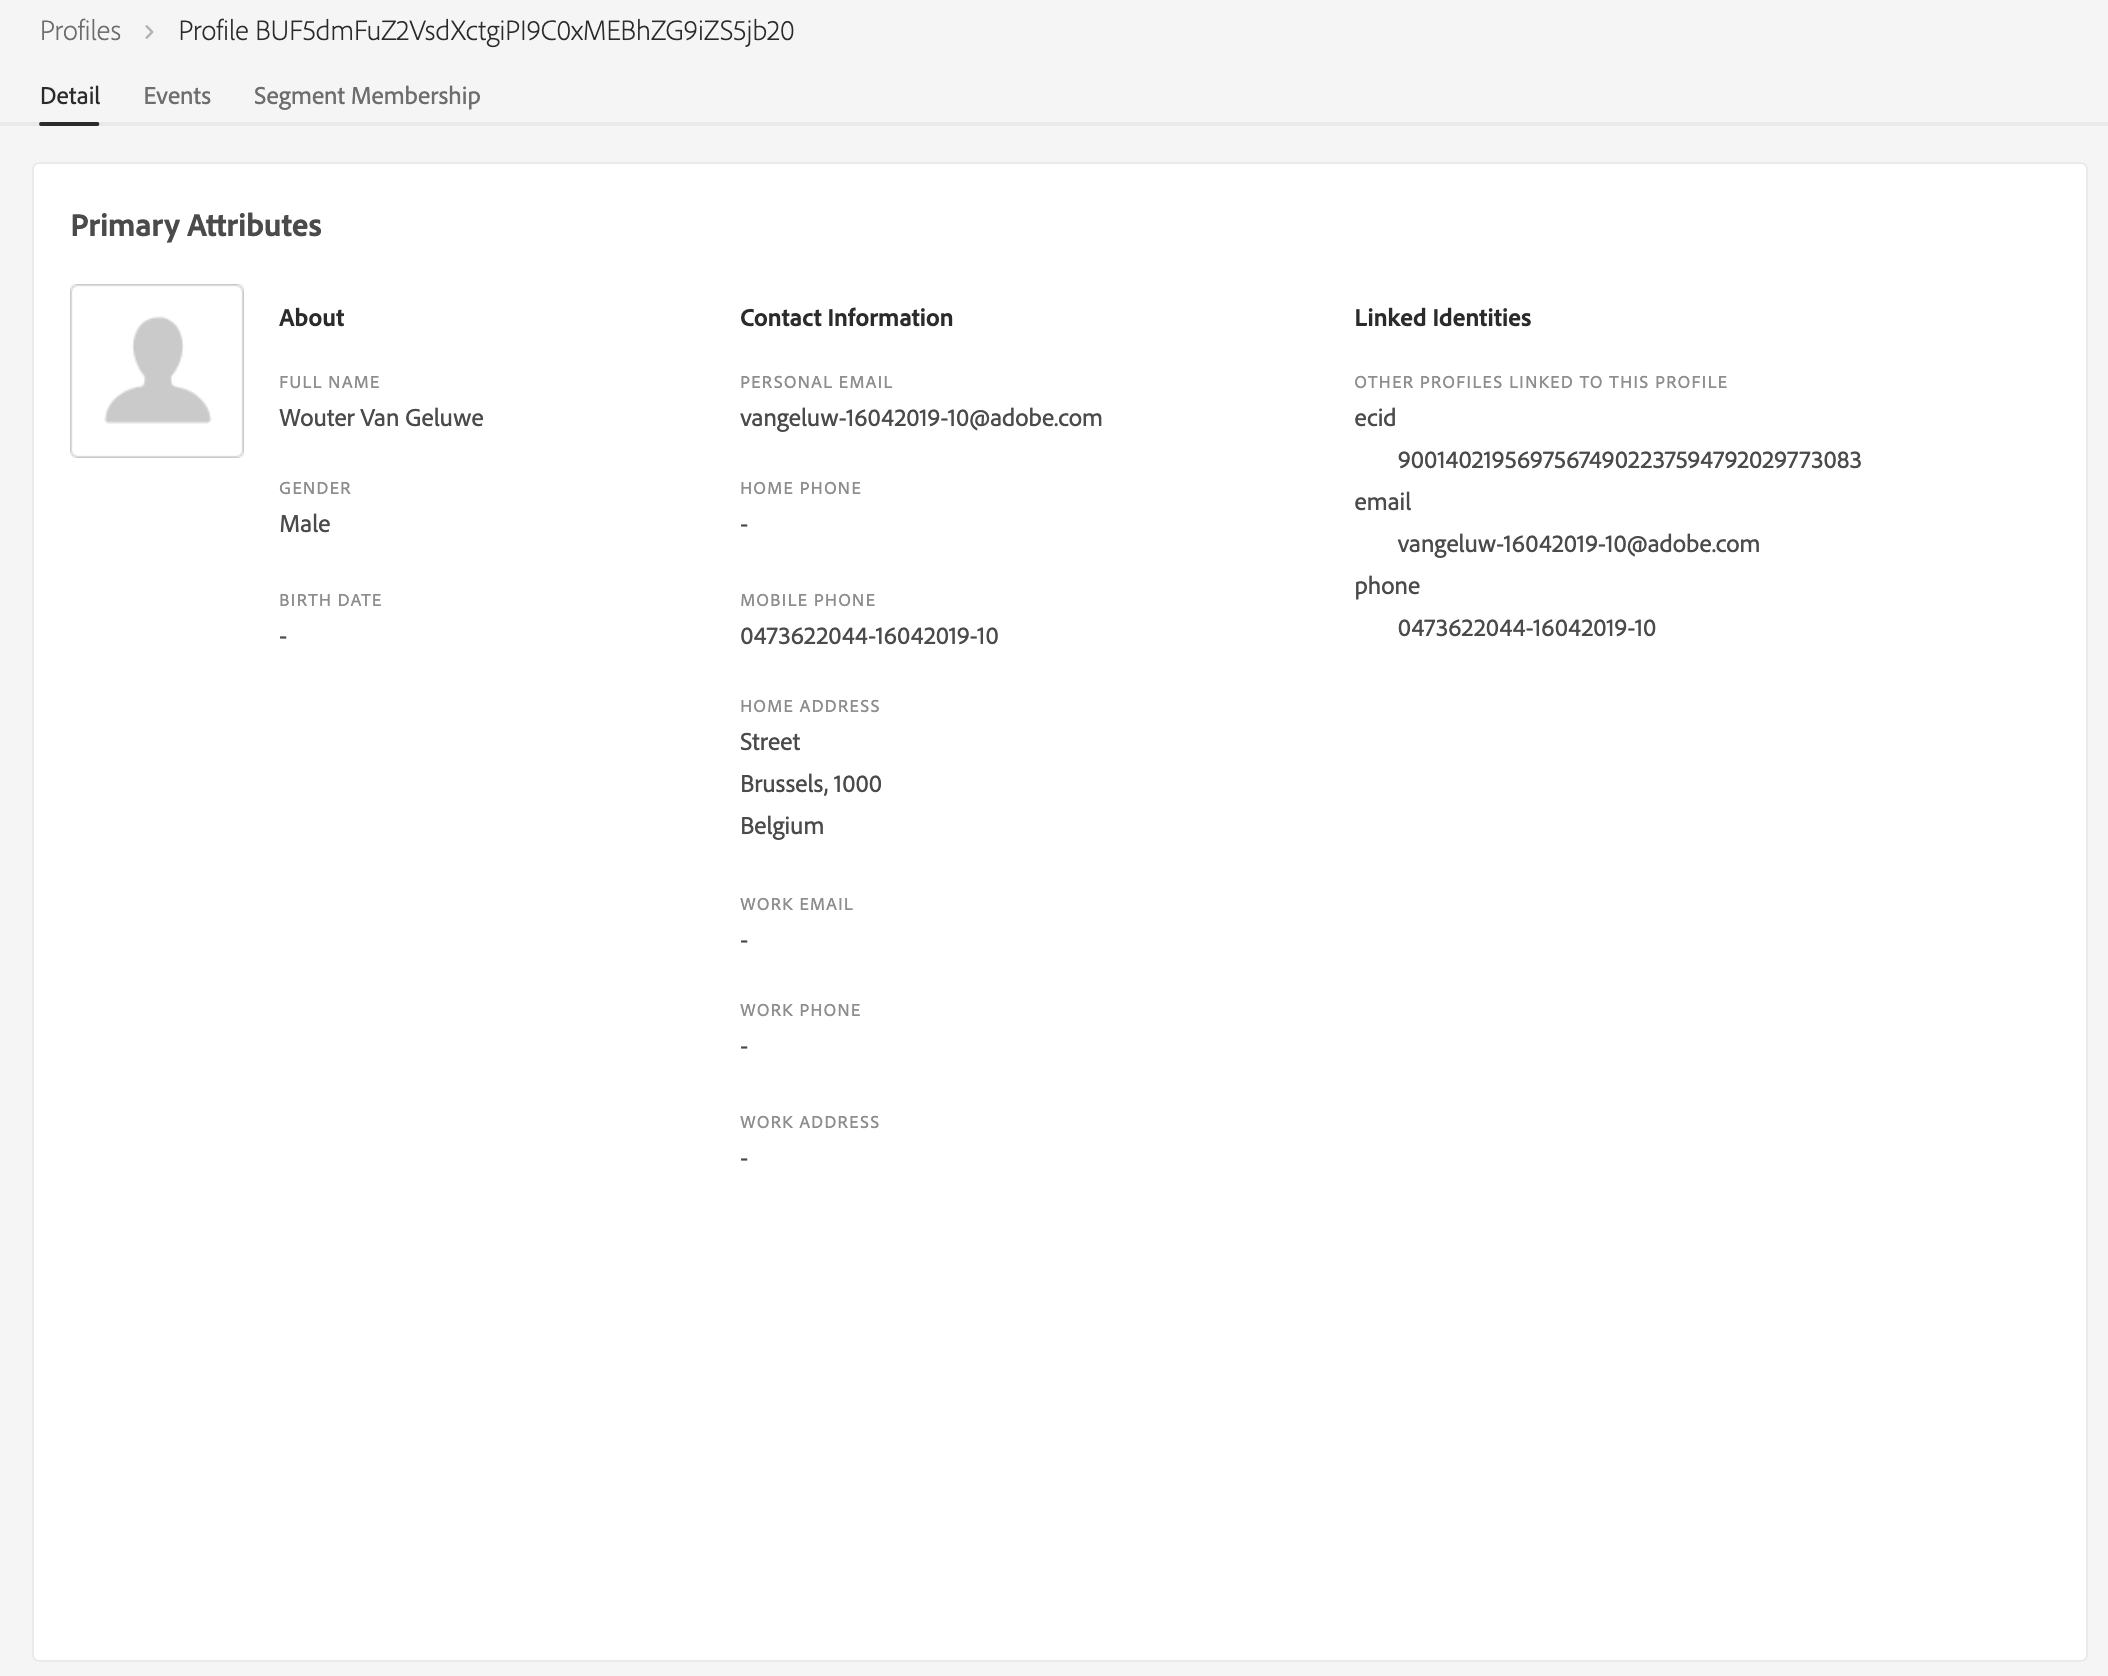 Profiles > Profile BUF5dmFuZ2VsdXctgiPI9C0xMEBhZG9iZS5jb20
Detail Events Segment Membership
Primary Attributes
About
FULL NAME
Wouter Van Geluwe
GENDER
Male
BIRTH DATE
-
Contact Information
PERSONAL EMAIL
vangeluw-16042019-10@adobe.com
HOME PHONE
-
MOBILE PHONE
0473622044-16042019-10
HOME ADDRESS
Street
Brussels, 1000
Belgium
WORK EMAIL
-
WORK PHONE
-
WORK ADDRESS
-
Linked Identities
OTHER PROFILES LINKED TO THIS PROFILE
ecid
90014021956975674902237594792029773083
email
vangeluw-16042019-10@adobe.com
phone
0473622044-16042019-10